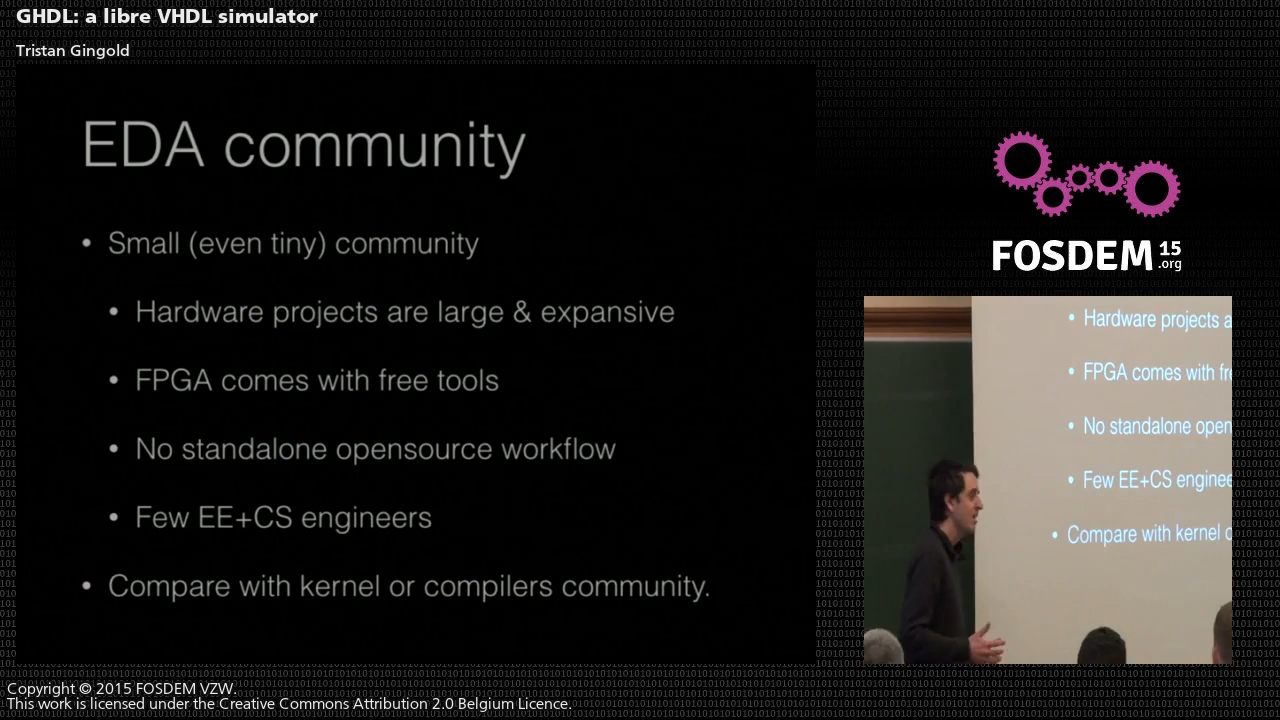 GHDL: a libre VHDL simulator
Tristan Gingold
EDA community
• Small (even tiny) community
• Hardware projects are large & expansive
• FPGA comes with free tools
• No standalone opensource workflow
• Few EE+CS engineers
• Compare with kernel or compilers community.
FOSDEM 15
.org
• Hardware projects a
• FPGA comes with fr
• No standalone open
• Few EE+CS enginee
• Compare with kernel
Copyright © 2015 FOSDEM VZW.
This work is licensed under the Creative Commons Attribution 2.0 Belgium Licence.